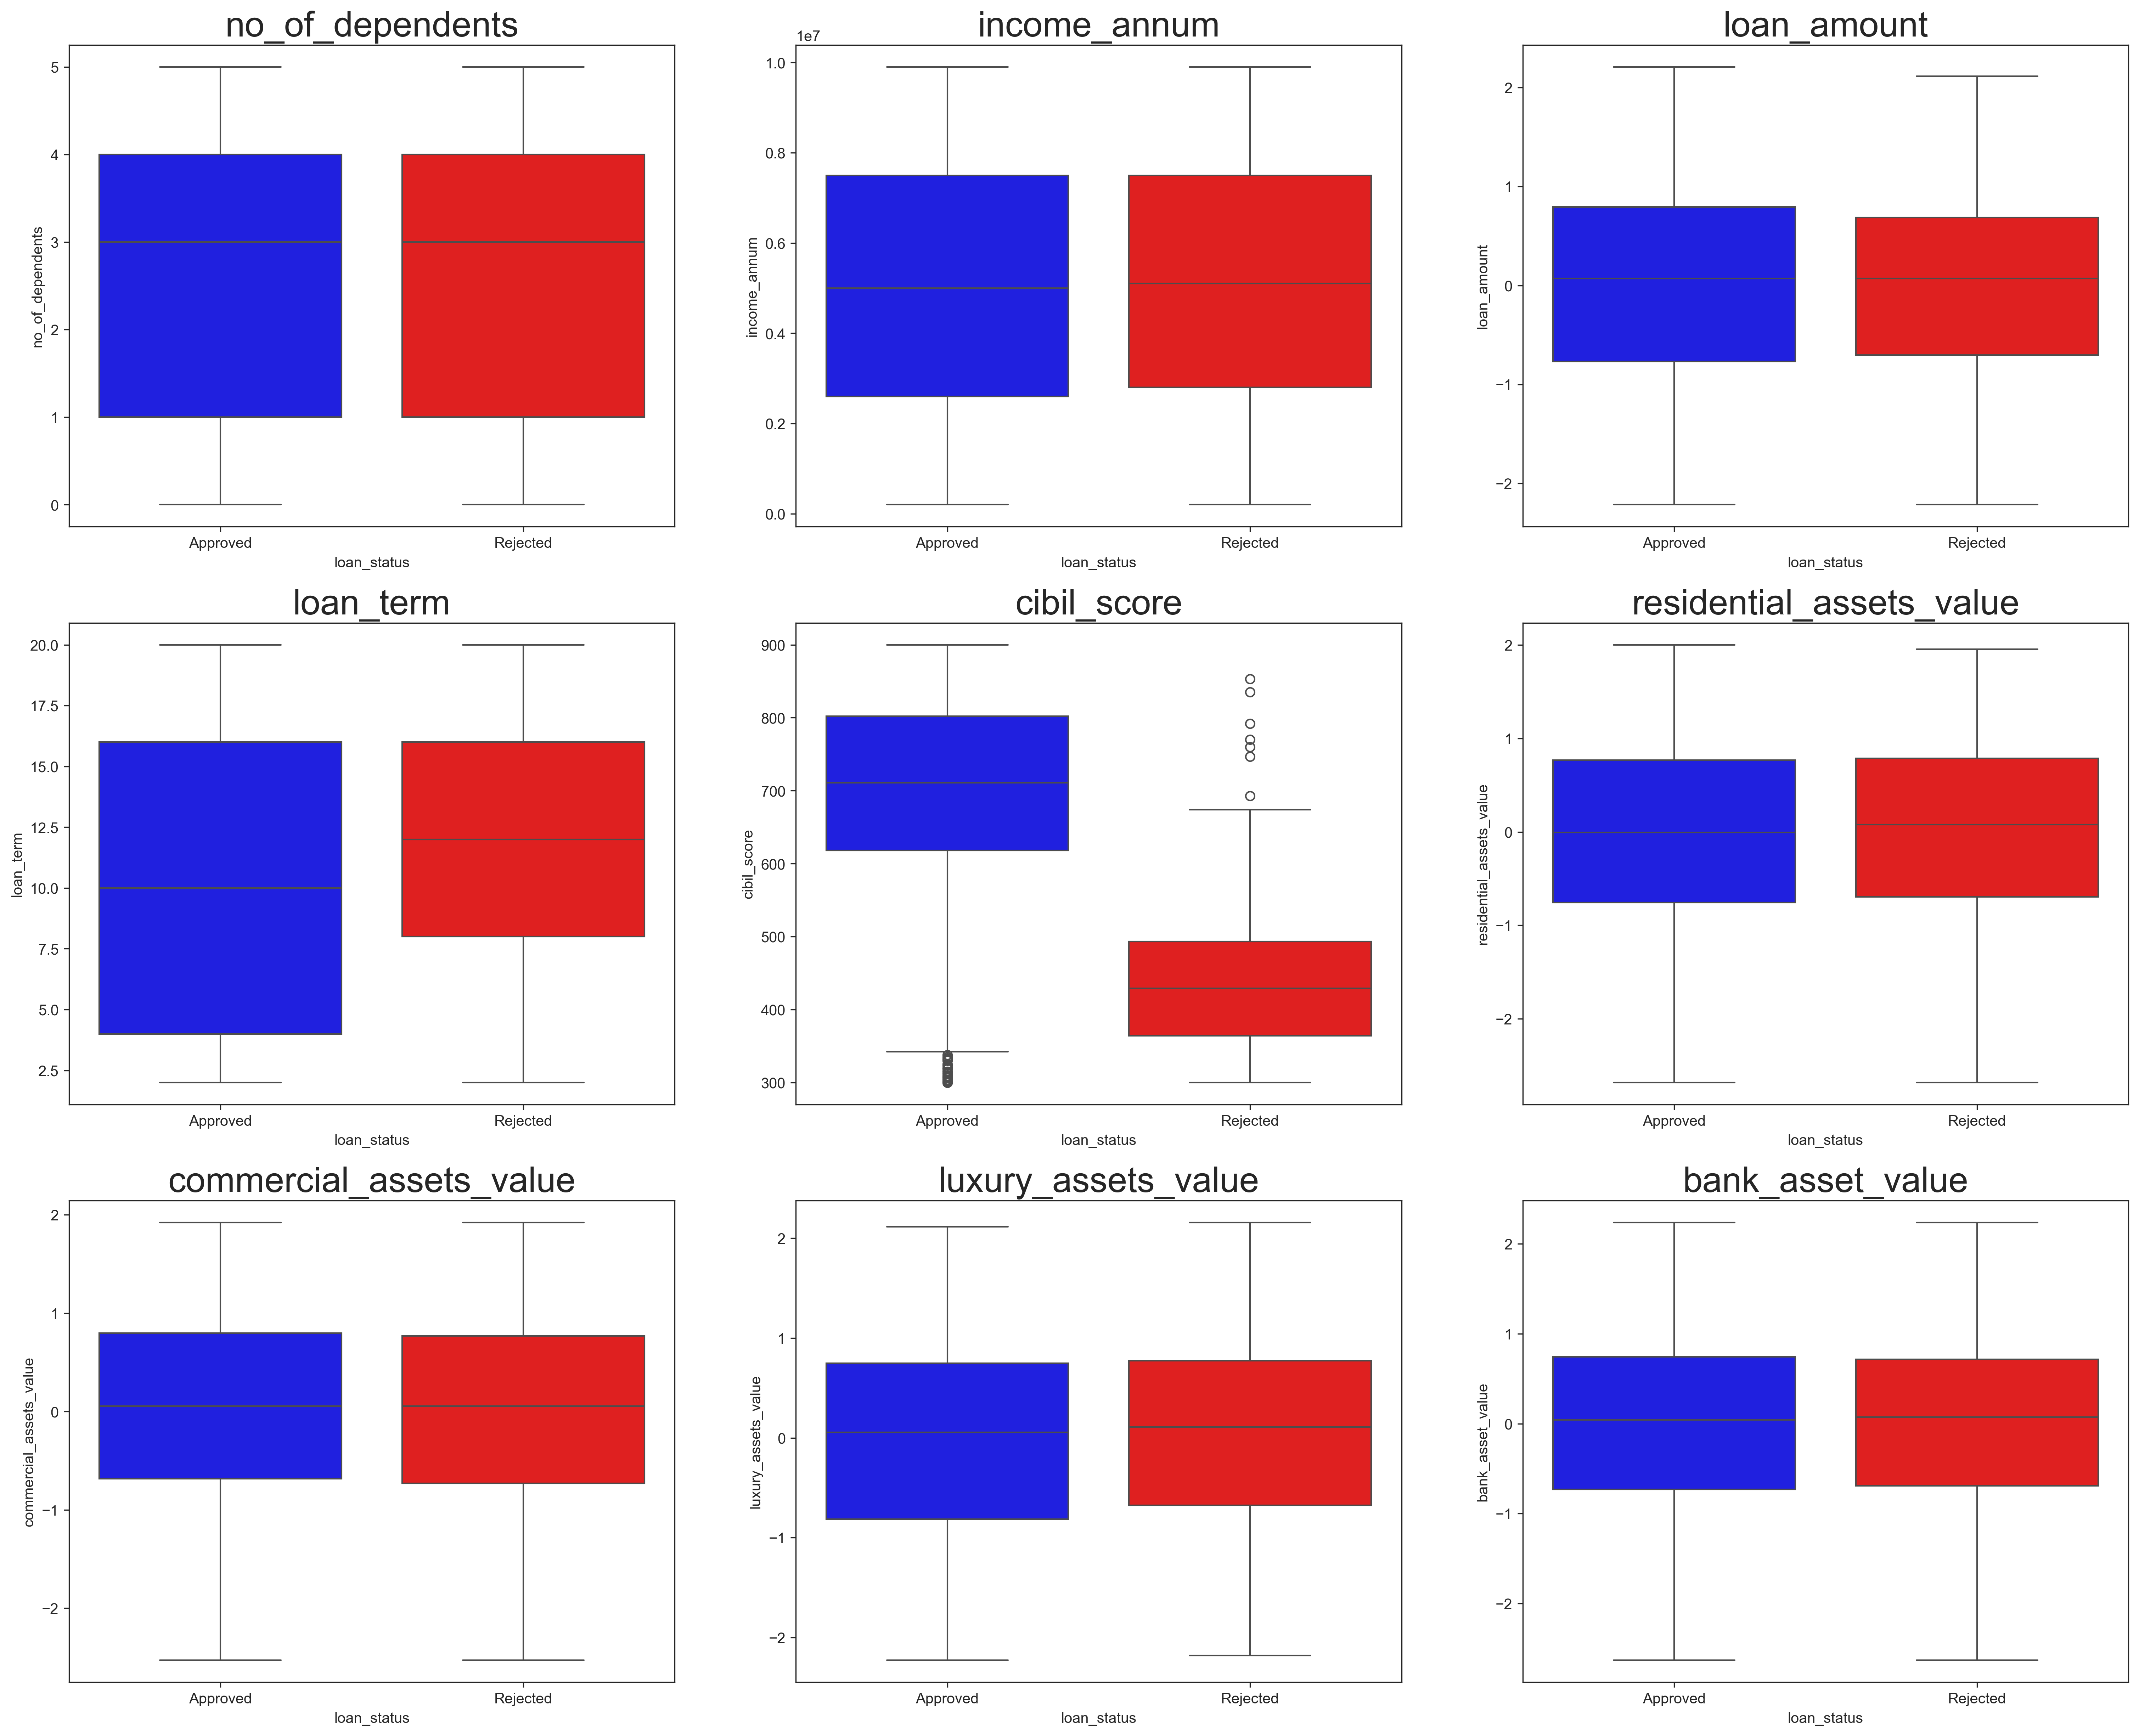 no_of_dependents
5
4
3
2
1
0
no_of_dependents
Approved
Rejected
loan_status
income_annum
1e7
1.0
0.8
0.6
0.4
0.2
0.0
income_annum
Approved
Rejected
loan_status
loan_amount
2
1
0
−1
−2
loan_amount
Approved
Rejected
loan_status
loan_term
20.0
17.5
15.0
12.5
10.0
7.5
5.0
2.5
loan_term
Approved
Rejected
loan_status
cibil_score
900
800
700
600
500
400
300
cibil_score
Approved
Rejected
loan_status
residential_assets_value
2
1
0
−1
−2
residential_assets_value
Approved
Rejected
loan_status
commercial_assets_value
2
1
0
−1
−2
commercial_assets_value
Approved
Rejected
loan_status
luxury_assets_value
2
1
0
−1
−2
luxury_assets_value
Approved
Rejected
loan_status
bank_asset_value
2
1
0
−1
−2
bank_asset_value
Approved
Rejected
loan_status